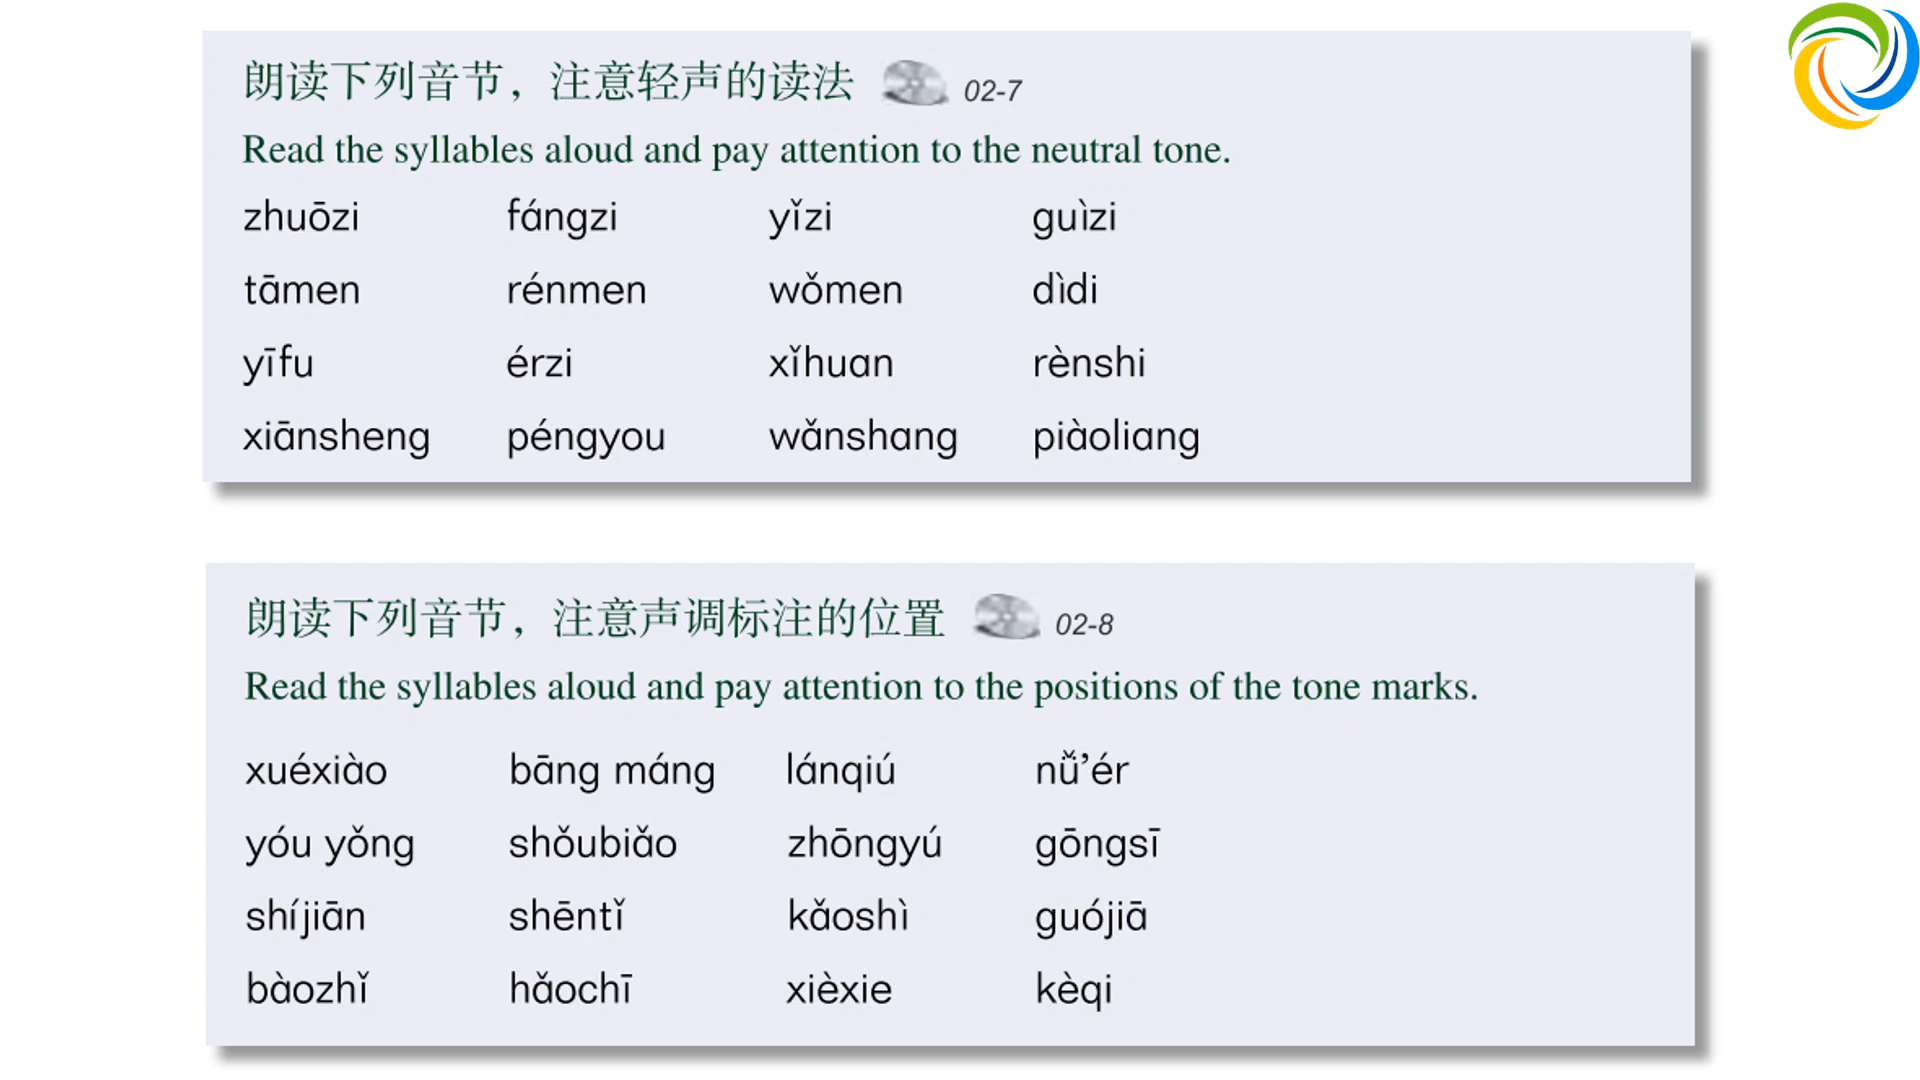 朗读下列音节，注意轻声的读法 02-7
Read the syllables aloud and pay attention to the neutral tone.
zhuōzi fángzi yǐzi guìzi
tāmen rénmen wǒmen dìdi
yīfu érzi xǐhuan rènshi
xiānsheng péngyou wǎnshang piàoliang
朗读下列音节，注意声调标注的位置 02-8
Read the syllables aloud and pay attention to the positions of the tone marks.
xuéxiào bāng máng lánqiú nǚ’ér
yóu yǒng shǒubiǎo zhōngyú gōngsī
shíjiān shēntǐ kǎoshì guójiā
bàozhǐ hǎochī xièxie kèqi